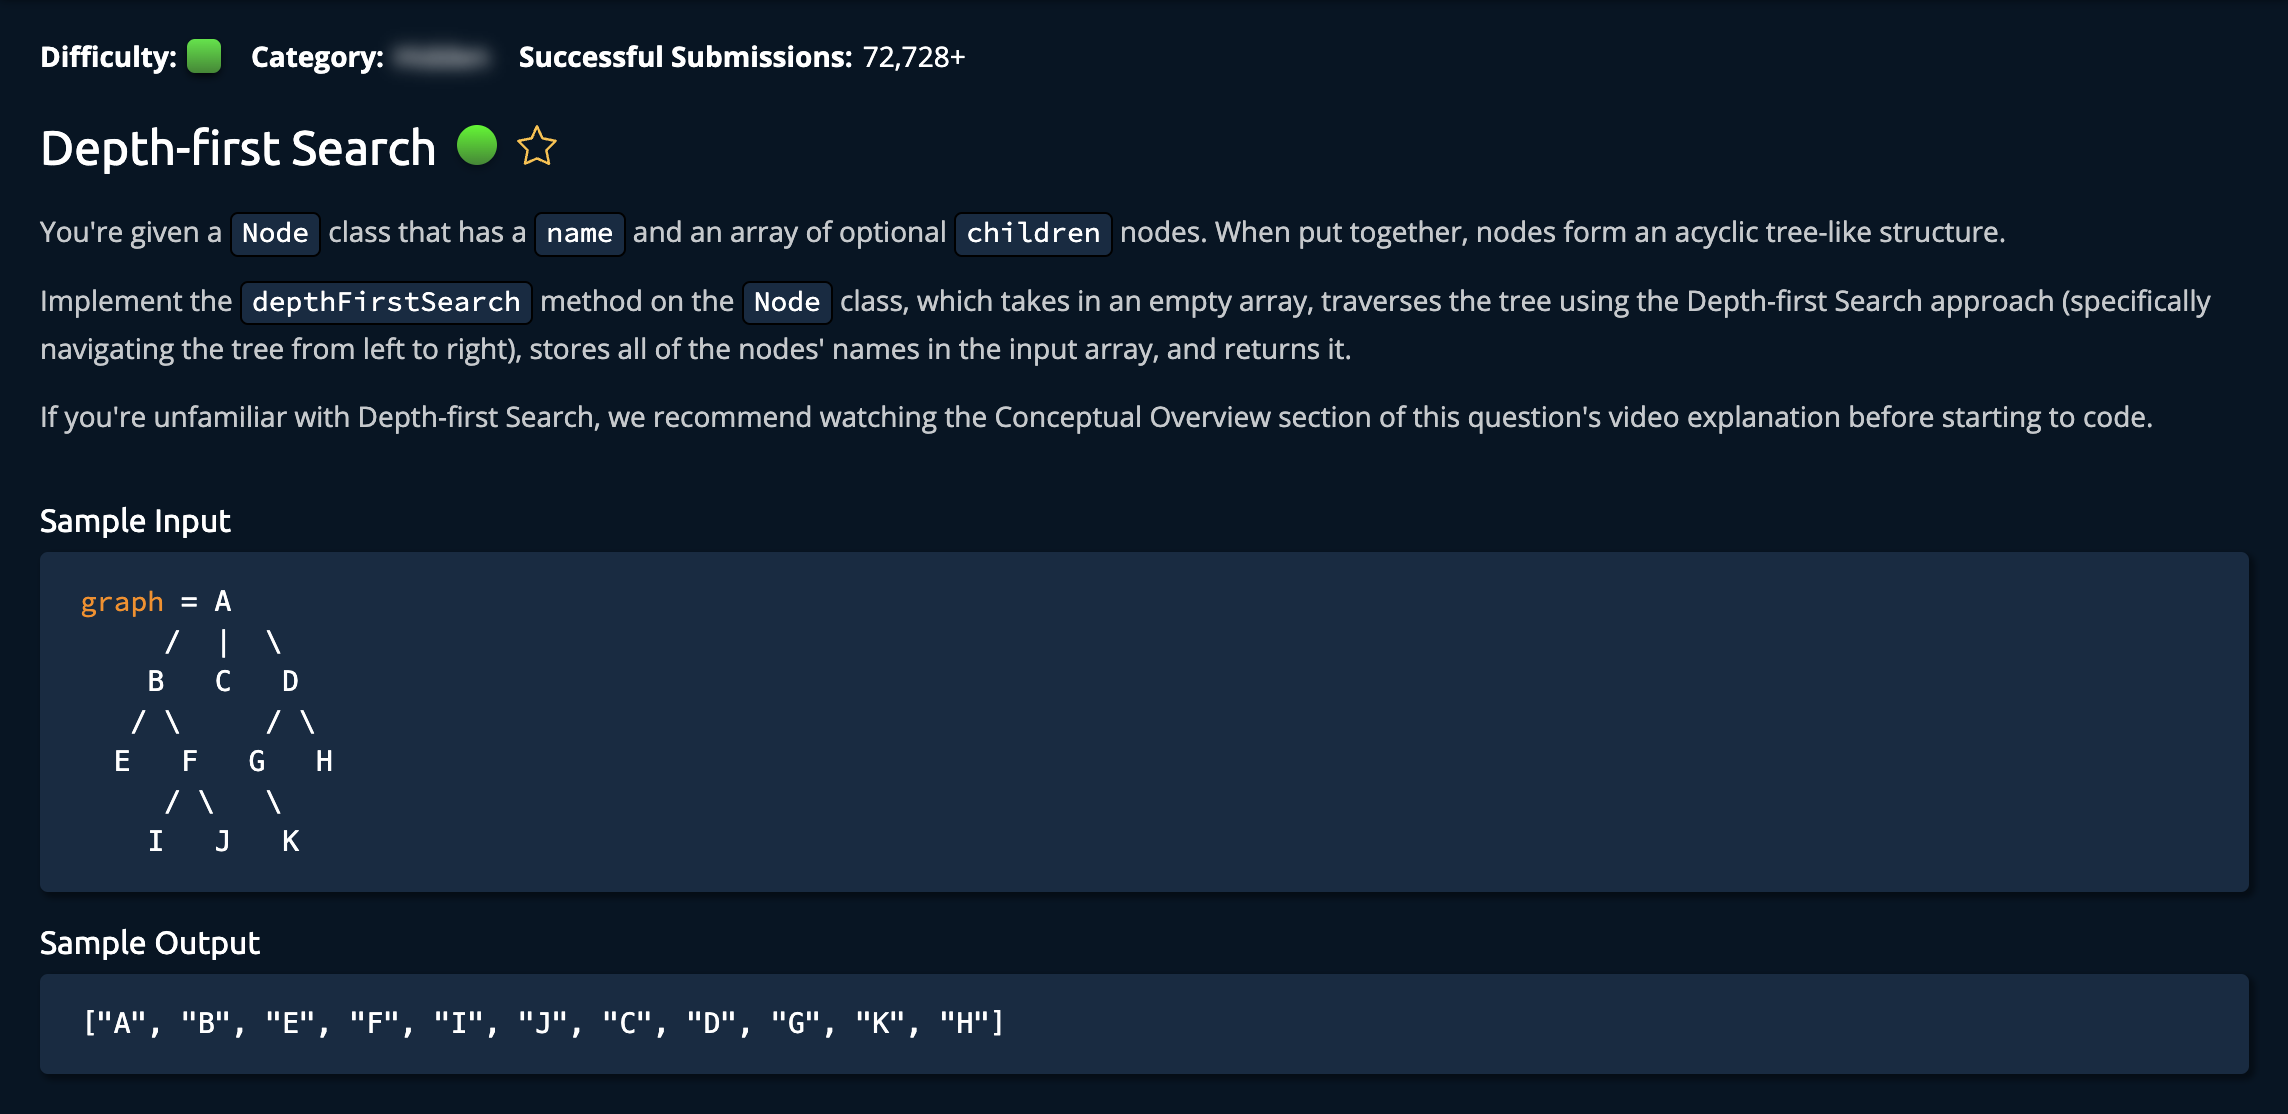 Difficulty: Category: Successful Submissions: 72,728+
Depth-first Search
You're given a Node class that has a name and an array of optional children nodes. When put together, nodes form an acyclic tree-like structure.
Implement the depthFirstSearch method on the Node class, which takes in an empty array, traverses the tree using the Depth-first Search approach (specifically
navigating the tree from left to right), stores all of the nodes' names in the input array, and returns it.
If you're unfamiliar with Depth-first Search, we recommend watching the Conceptual Overview section of this question's video explanation before starting to code.
Sample Input
graph = A
     /  |  \
    B   C   D
   / \     / \
  E   F   G   H
     / \   \
    I   J   K
Sample Output
["A", "B", "E", "F", "I", "J", "C", "D", "G", "K", "H"]